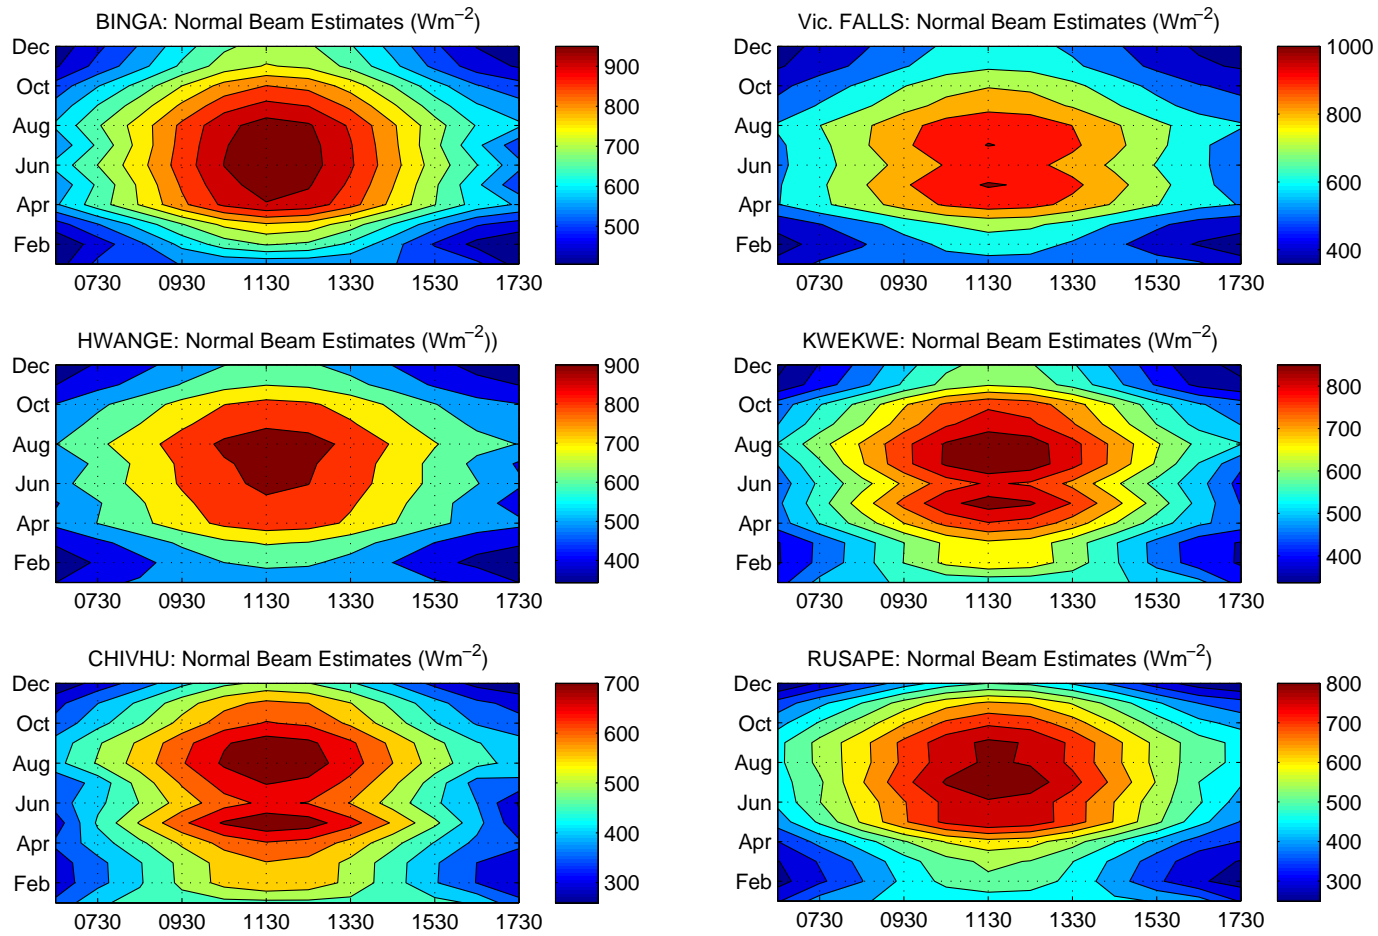 BINGA: Normal Beam Estimates (Wm−2)
Dec
Oct
Aug
Jun
Apr
Feb
0730 0930 1130 1330 1530 1730
900
800
700
600
500
Vic. FALLS: Normal Beam Estimates (Wm−2)
Dec
Oct
Aug
Jun
Apr
Feb
0730 0930 1130 1330 1530 1730
1000
800
600
400
HWANGE: Normal Beam Estimates (Wm−2))
Dec
Oct
Aug
Jun
Apr
Feb
0730 0930 1130 1330 1530 1730
900
800
700
600
500
400
KWEKWE: Normal Beam Estimates (Wm−2)
Dec
Oct
Aug
Jun
Apr
Feb
0730 0930 1130 1330 1530 1730
800
700
600
500
400
CHIVHU: Normal Beam Estimates (Wm−2)
Dec
Oct
Aug
Jun
Apr
Feb
0730 0930 1130 1330 1530 1730
700
600
500
400
300
RUSAPE: Normal Beam Estimates (Wm−2)
Dec
Oct
Aug
Jun
Apr
Feb
0730 0930 1130 1330 1530 1730
800
700
600
500
400
300